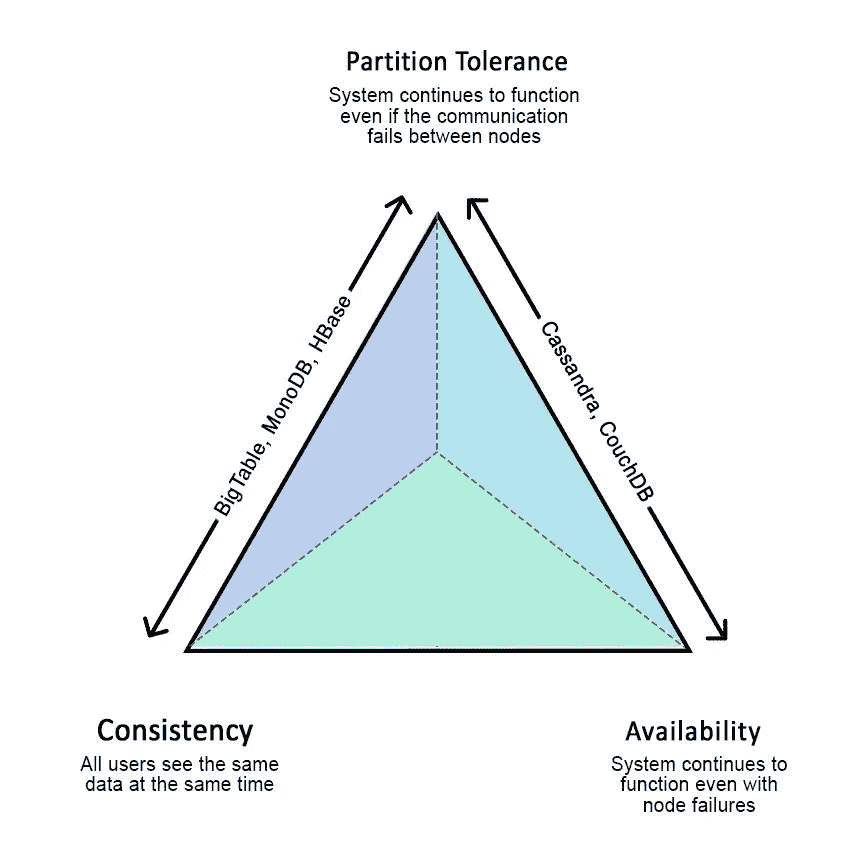 Partition Tolerance
System continues to function
even if the communication
fails between nodes
BigTable, MonoDB, HBase
Cassandra, CouchDB
Consistency
All users see the same
data at the same time
Availability
System continues to
function even with
node failures